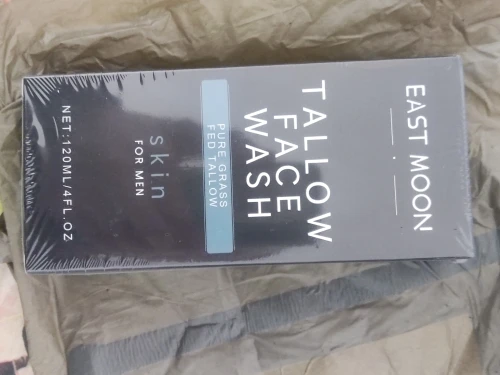 EAST MOON
TALLOW
FACE
WASH
PURE GRASS
FED TALLOW
skin
FOR MEN
NET:120ML/4FL.OZ